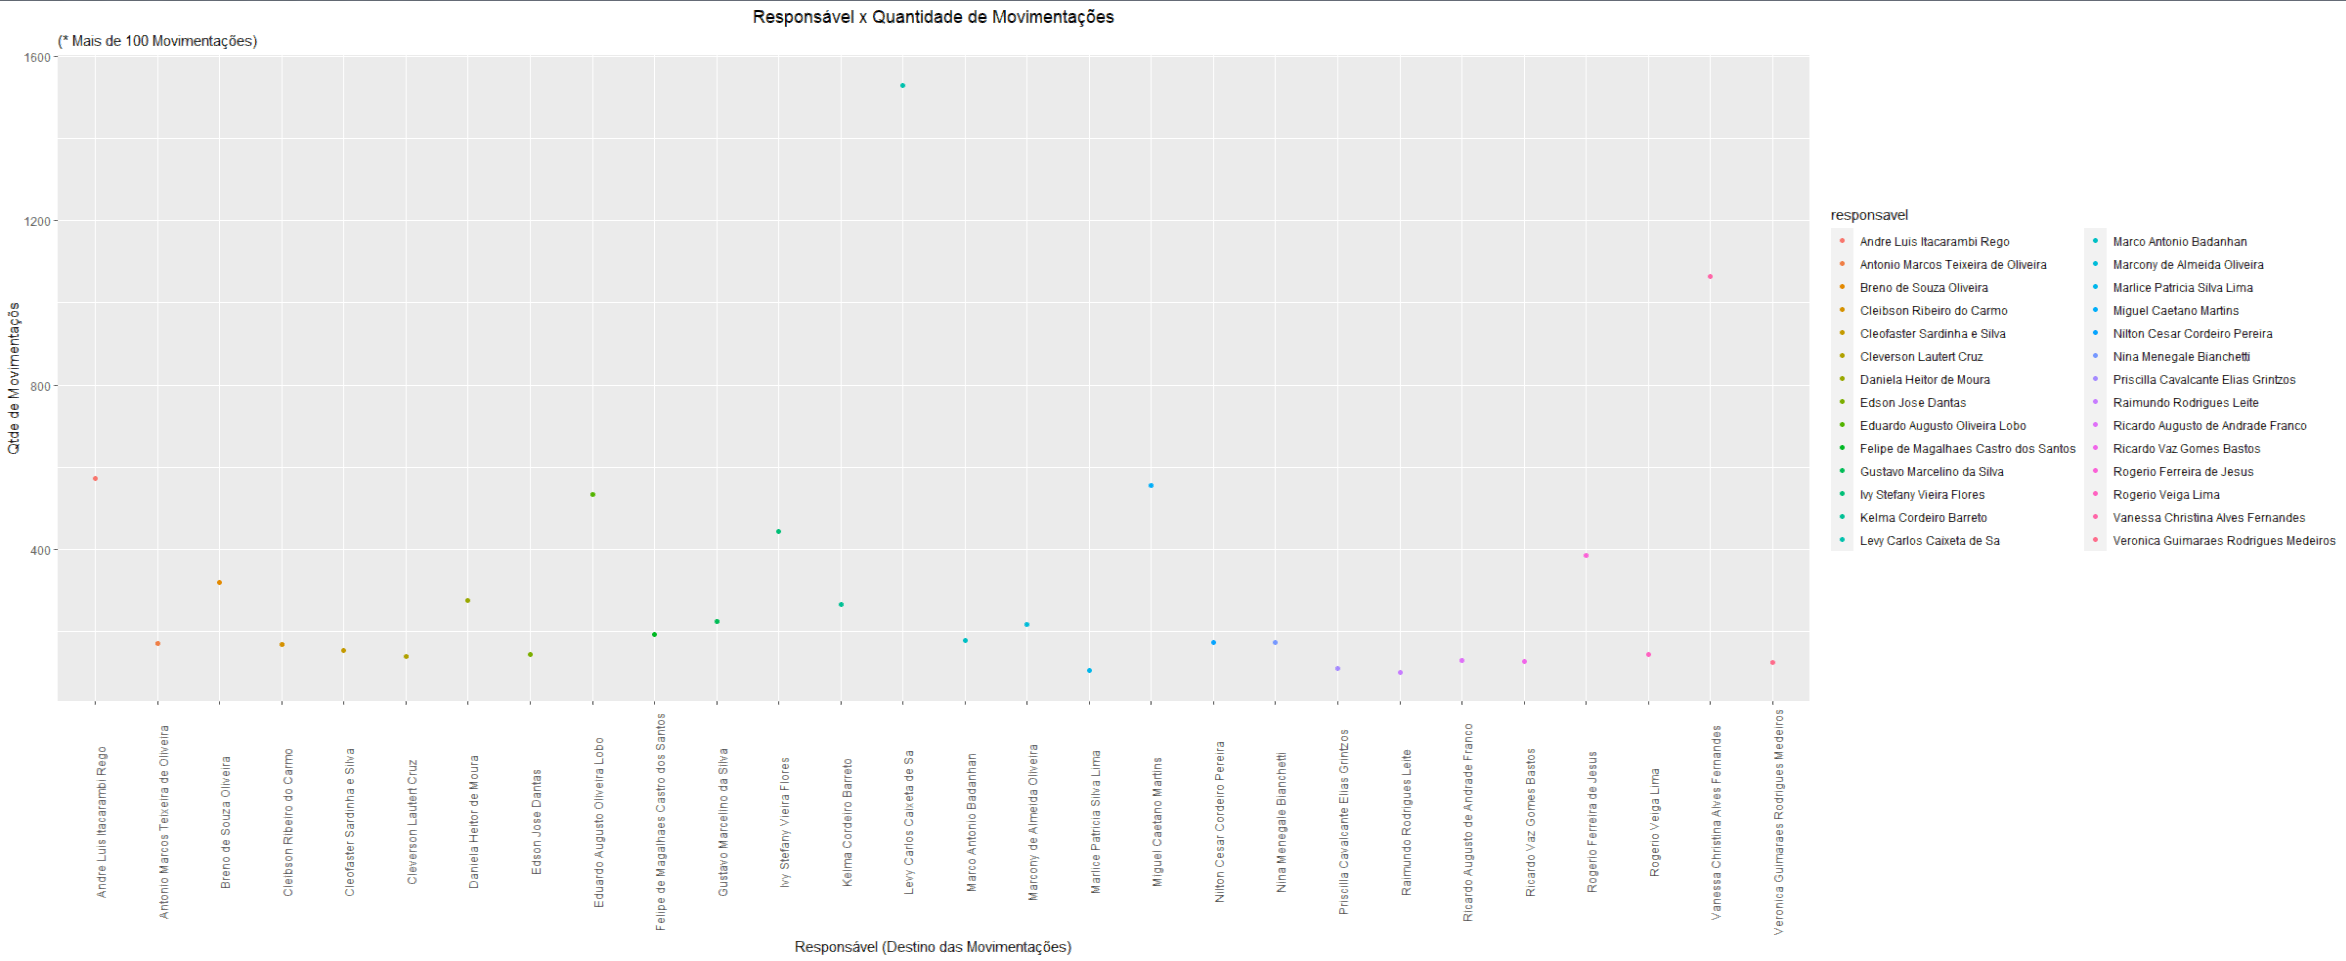 Responsável x Quantidade de Movimentações
(* Mais de 100 Movimentações)
1600
1200
800
400
Qtde de Movimentaçõs
Andre Luis Itacarambi Rego
Antonio Marcos Teixeira de Oliveira
Breno de Souza Oliveira
Cleibson Ribeiro do Carmo
Cleofaster Sardinha e Silva
Cleverson Lautert Cruz
Daniela Heitor de Moura
Edson Jose Dantas
Eduardo Augusto Oliveira Lobo
Felipe de Magalhaes Castro dos Santos
Gustavo Marcelino da Silva
Ivy Stefany Vieira Flores
Kelma Cordeiro Barreto
Levy Carlos Caixeta de Sa
Marco Antonio Badanhan
Marcony de Almeida Oliveira
Marlice Patricia Silva Lima
Miguel Caetano Martins
Nilton Cesar Cordeiro Pereira
Nina Menegale Bianchetti
Priscilla Cavalcante Elias Grintzos
Raimundo Rodrigues Leite
Ricardo Augusto de Andrade Franco
Ricardo Vaz Gomes Bastos
Rogerio Ferreira de Jesus
Rogerio Veiga Lima
Vanessa Christina Alves Fernandes
Veronica Guimaraes Rodrigues Medeiros
Responsável (Destino das Movimentações)
responsavel
Andre Luis Itacarambi Rego
Antonio Marcos Teixeira de Oliveira
Breno de Souza Oliveira
Cleibson Ribeiro do Carmo
Cleofaster Sardinha e Silva
Cleverson Lautert Cruz
Daniela Heitor de Moura
Edson Jose Dantas
Eduardo Augusto Oliveira Lobo
Felipe de Magalhaes Castro dos Santos
Gustavo Marcelino da Silva
Ivy Stefany Vieira Flores
Kelma Cordeiro Barreto
Levy Carlos Caixeta de Sa
Marco Antonio Badanhan
Marcony de Almeida Oliveira
Marlice Patricia Silva Lima
Miguel Caetano Martins
Nilton Cesar Cordeiro Pereira
Nina Menegale Bianchetti
Priscilla Cavalcante Elias Grintzos
Raimundo Rodrigues Leite
Ricardo Augusto de Andrade Franco
Ricardo Vaz Gomes Bastos
Rogerio Ferreira de Jesus
Rogerio Veiga Lima
Vanessa Christina Alves Fernandes
Veronica Guimaraes Rodrigues Medeiros